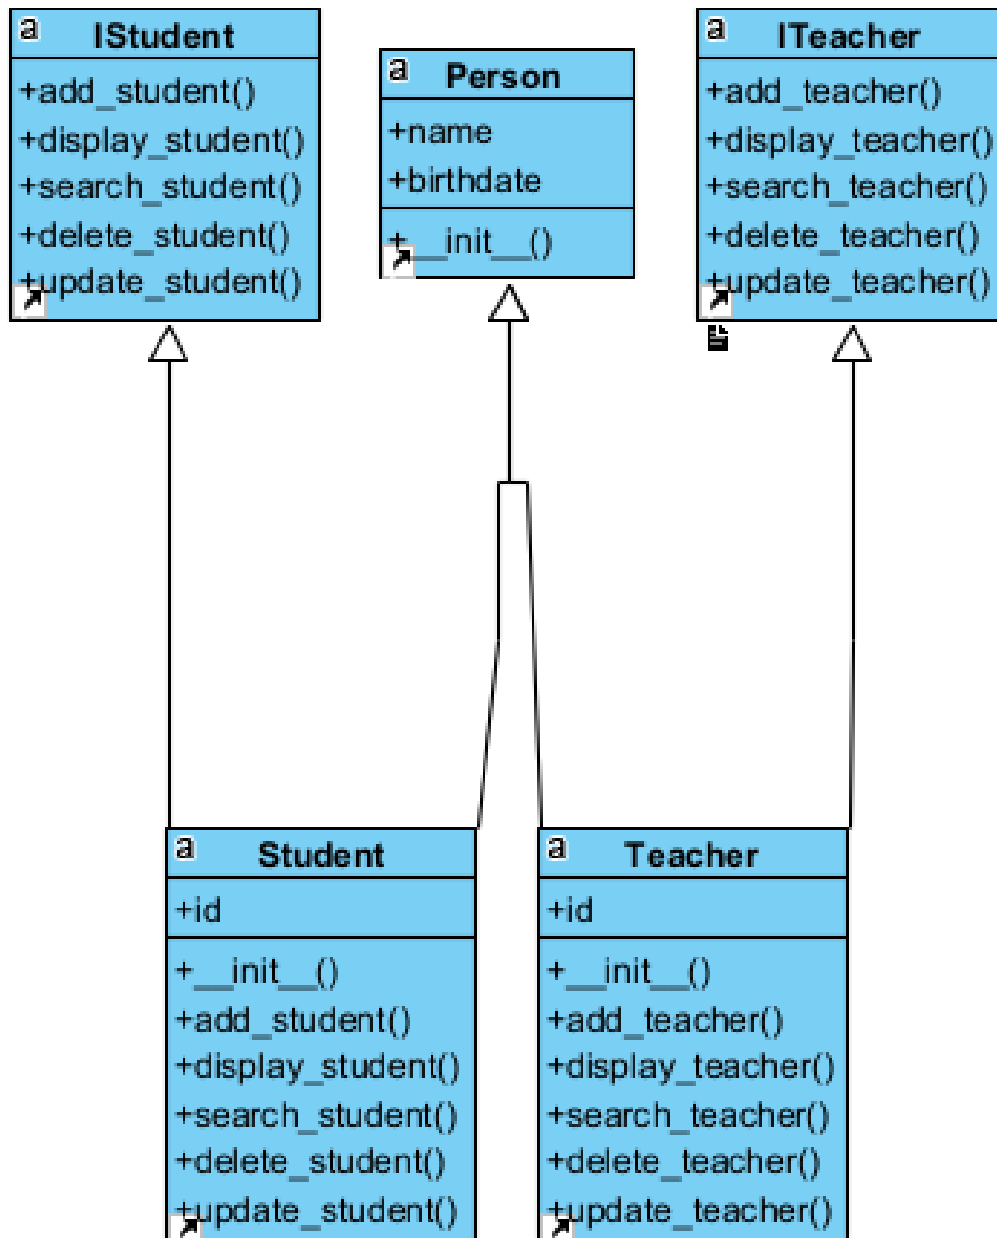 a IStudent
+add_student()
+display_student()
+search_student()
+delete_student()
+update_student()
a Person
+name
+birthdate
+__init__()
a ITeacher
+add_teacher()
+display_teacher()
+search_teacher()
+delete_teacher()
+update_teacher()
a Student
+id
+__init__()
+add_student()
+display_student()
+search_student()
+delete_student()
+update_student()
a Teacher
+id
+__init__()
+add_teacher()
+display_teacher()
+search_teacher()
+delete_teacher()
+update_teacher()